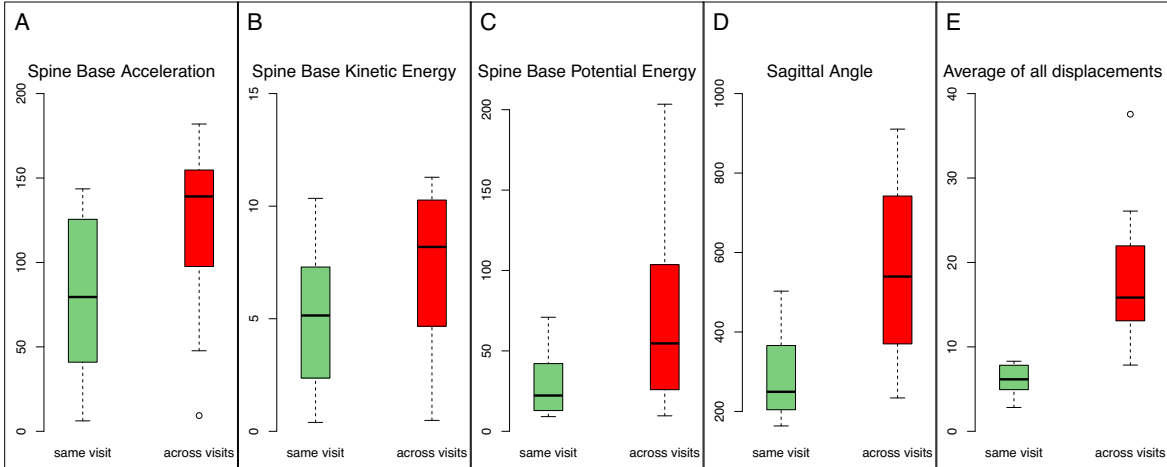 A
Spine Base Acceleration
200
150
100
50
0
same visit across visits
B
Spine Base Kinetic Energy
15
10
5
0
same visit across visits
C
Spine Base Potential Energy
200
150
100
50
0
same visit across visits
D
Sagittal Angle
1000
800
600
400
200
same visit across visits
E
Average of all displacements
40
30
20
10
0
same visit across visits